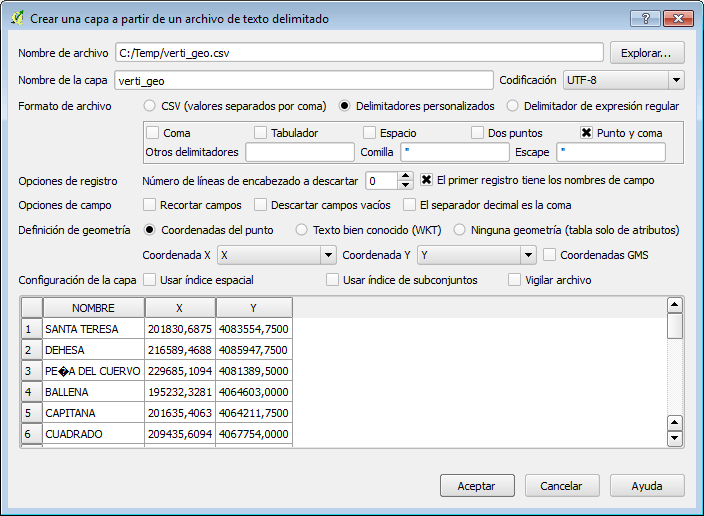 Crear una capa a partir de un archivo de texto delimitado
Nombre de archivo C:/Temp/verti_geo.csv Explorar...
Nombre de la capa verti_geo Codificación UTF-8
Formato de archivo CSV (valores separados por coma) Delimitadores personalizados Delimitador de expresión regular
Coma Tabulador Espacio Dos puntos Punto y coma
Otros delimitadores Comilla " Escape "
Opciones de registro Número de líneas de encabezado a descartar 0 El primer registro tiene los nombres de campo
Opciones de campo Recortar campos Descartar campos vacíos El separador decimal es la coma
Definición de geometría Coordenadas del punto Texto bien conocido (WKT) Ninguna geometría (tabla solo de atributos)
Coordenada X X Coordenada Y Y Coordenadas GMS
Configuración de la capa Usar índice espacial Usar índice de subconjuntos Vigilar archivo
NOMBRE X Y
1 SANTA TERESA 201830,6875 4083554,7500
2 DEHESA 216589,4688 4085947,7500
3 PE�A DEL CUERVO 229685,1094 4081389,5000
4 BALLENA 195232,3281 4064603,0000
5 CAPITANA 201635,4063 4064211,7500
6 CUADRADO 209435,6094 4067754,0000
Aceptar Cancelar Ayuda